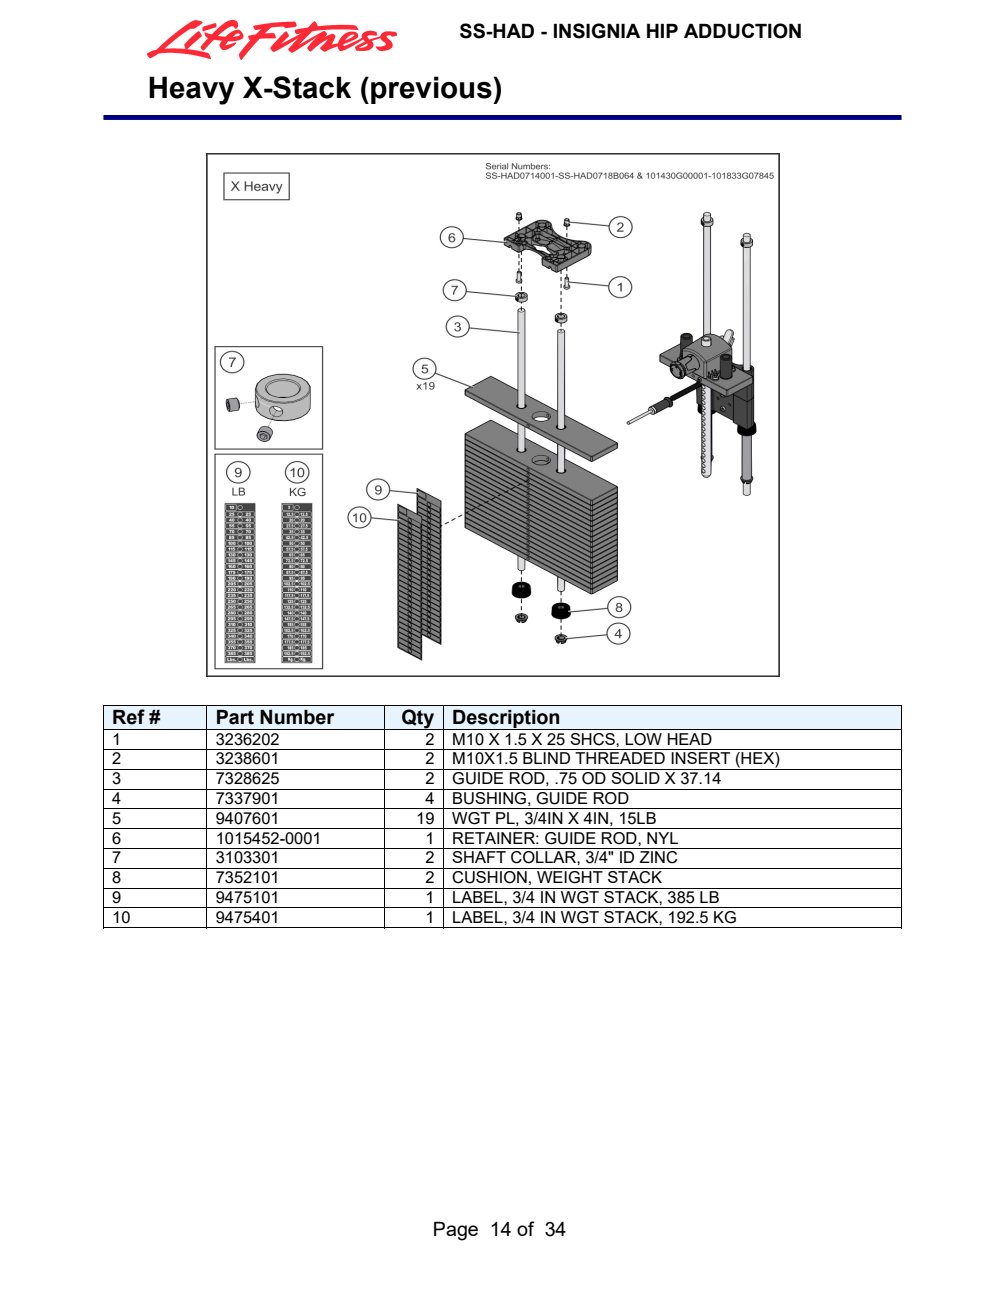 Life Fitness
SS-HAD - INSIGNIA HIP ADDUCTION
Heavy X-Stack (previous)
Serial Numbers:
SS-HAD0714001-SS-HAD0718B064 & 101430G00001-101833G07845
X Heavy
2
6
1
7
3
5
x19
7
9
10
LB
KG
9
10
8
4
Ref # Part Number Qty Description
1 3236202 2 M10 X 1.5 X 25 SHCS, LOW HEAD
2 3238601 2 M10X1.5 BLIND THREADED INSERT (HEX)
3 7328625 2 GUIDE ROD, .75 OD SOLID X 37.14
4 7337901 4 BUSHING, GUIDE ROD
5 9407601 19 WGT PL, 3/4IN X 4IN, 15LB
6 1015452-0001 1 RETAINER: GUIDE ROD, NYL
7 3103301 2 SHAFT COLLAR, 3/4" ID ZINC
8 7352101 2 CUSHION, WEIGHT STACK
9 9475101 1 LABEL, 3/4 IN WGT STACK, 385 LB
10 9475401 1 LABEL, 3/4 IN WGT STACK, 192.5 KG
Page 14 of 34